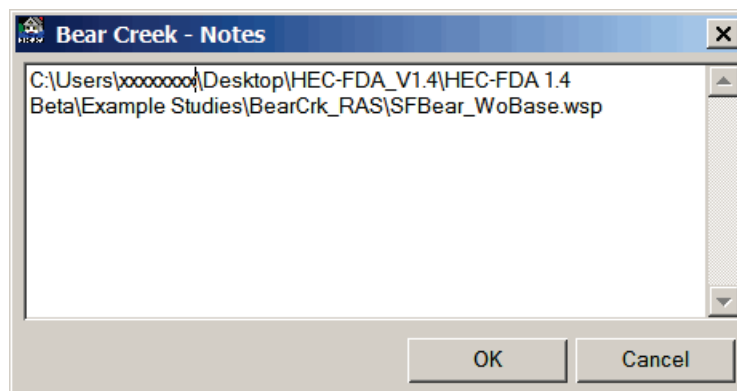 Bear Creek - Notes
C:\Users\xxxxxxxx\Desktop\HEC-FDA_V1.4\HEC-FDA 1.4
Beta\Example Studies\BearCrk_RAS\SFBear_WoBase.wsp
OK
Cancel